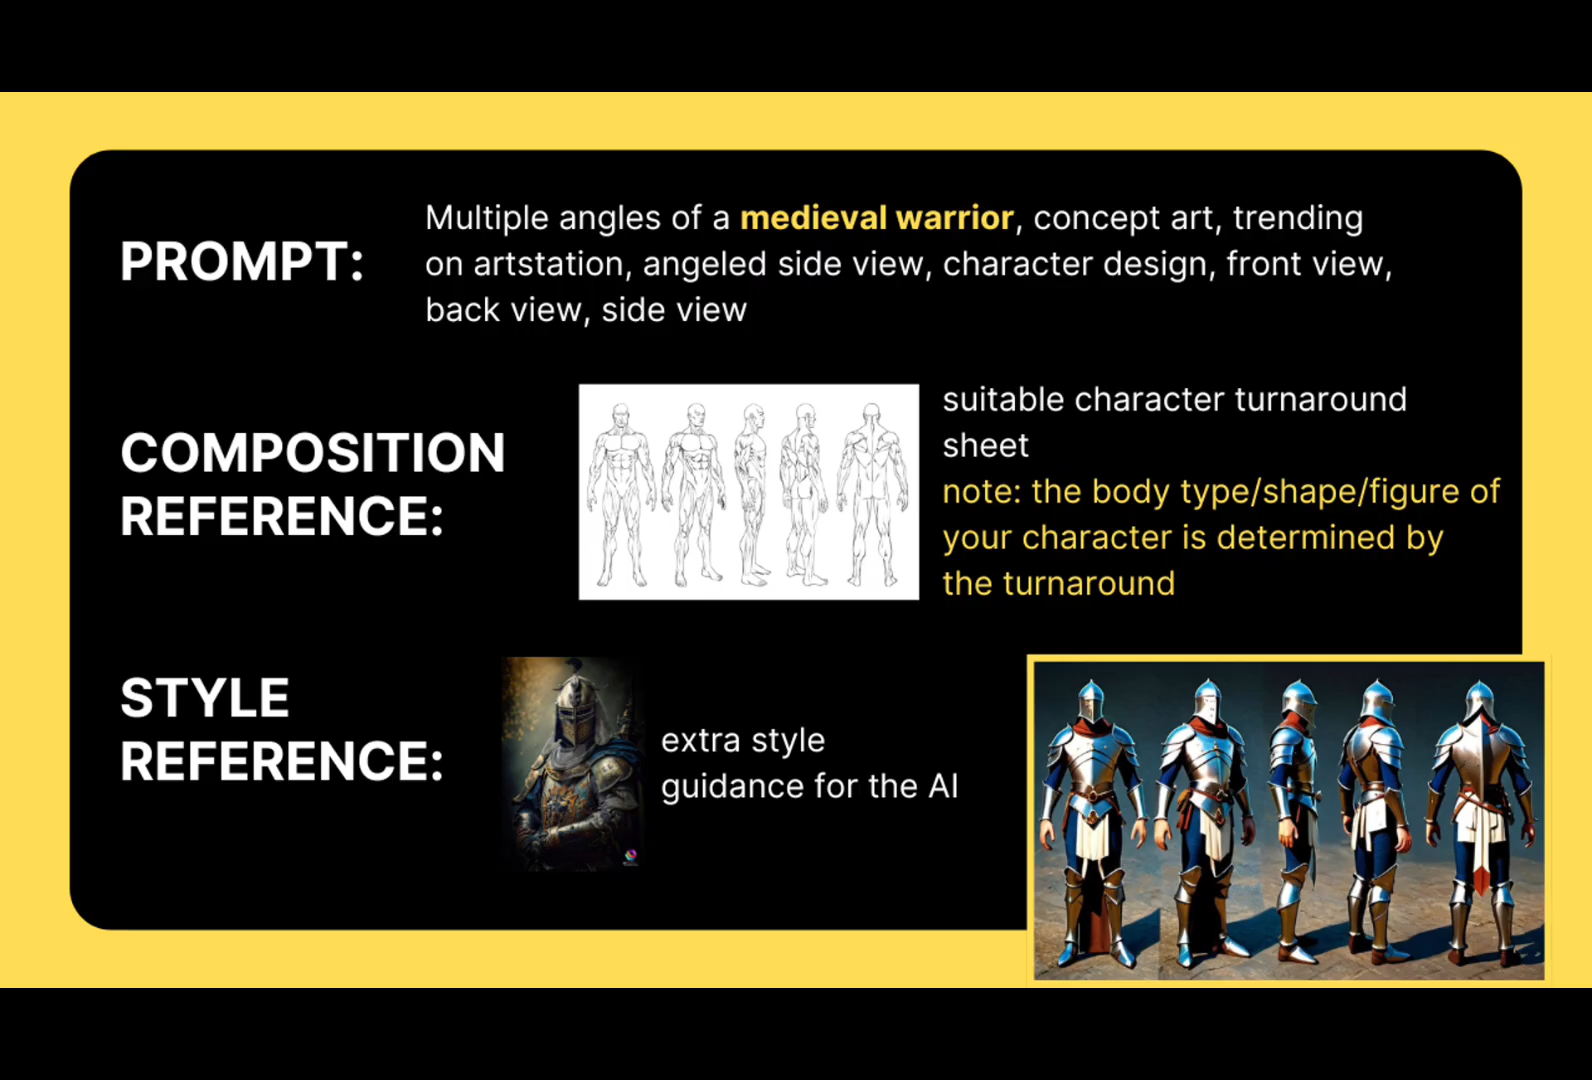 PROMPT:
Multiple angles of a medieval warrior, concept art, trending
on artstation, angeled side view, character design, front view,
back view, side view
COMPOSITION
REFERENCE:
suitable character turnaround
sheet
note: the body type/shape/figure of
your character is determined by
the turnaround
STYLE
REFERENCE:
extra style
guidance for the AI